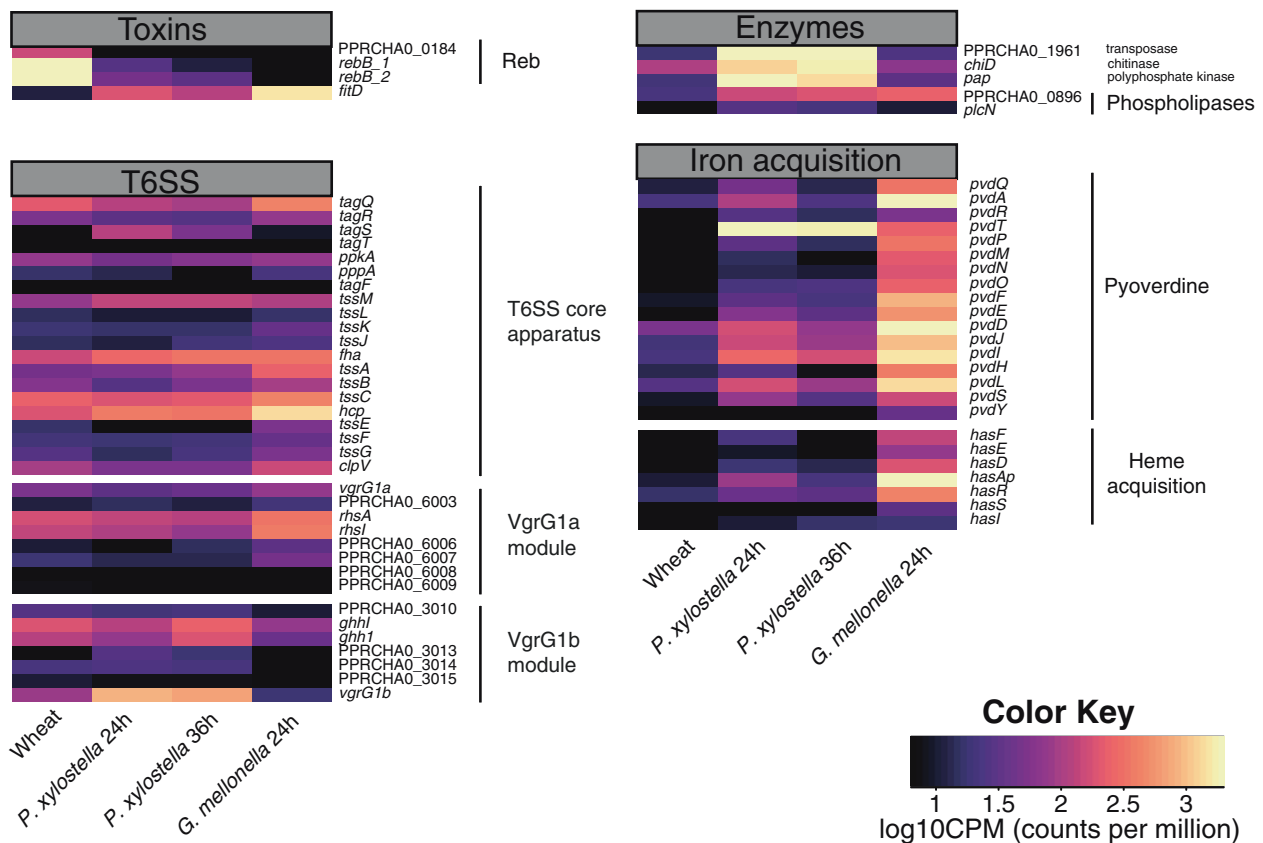 Toxins
PPRCHA0_0184
rebB_1
rebB_2
fitD
Reb
T6SS
tagQ
tagR
tagS
tagT
ppkA
pppA
tagF
tssM
tssL
tssK
tssJ
fha
tssA
tssB
tssC
hcp
tssE
tssF
tssG
clpV
T6SS core
apparatus
vgrG1a
PPRCHA0_6003
rhsA
rhsI
PPRCHA0_6006
PPRCHA0_6007
PPRCHA0_6008
PPRCHA0_6009
VgrG1a
module
PPRCHA0_3010
ghhI
ghh1
PPRCHA0_3013
PPRCHA0_3014
PPRCHA0_3015
vgrG1b
VgrG1b
module
Wheat
P. xylostella 24h
P. xylostella 36h
G. mellonella 24h
Enzymes
PPRCHA0_1961 transposase
chiD chitinase
pap polyphosphate kinase
PPRCHA0_0896
plcN
Phospholipases
Iron acquisition
pvdQ
pvdA
pvdR
pvdT
pvdP
pvdM
pvdN
pvdO
pvdF
pvdE
pvdD
pvdJ
pvdI
pvdH
pvdL
pvdS
pvdY
Pyoverdine
hasF
hasE
hasD
hasAp
hasR
hasS
hasI
Heme
acquisition
Wheat
P. xylostella 24h
P. xylostella 36h
G. mellonella 24h
Color Key
1 1.5 2 2.5 3
log10CPM (counts per million)